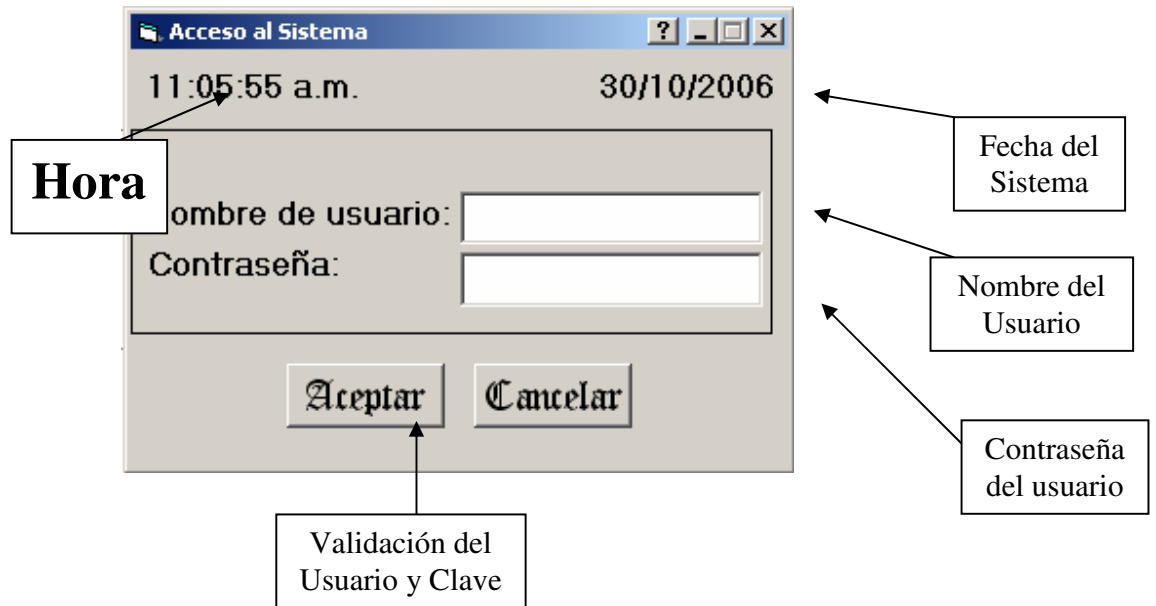 Acceso al Sistema
?
11:05:55 a.m.
30/10/2006
Hora
Fecha del
Sistema
ombre de usuario:
Nombre del
Usuario
Contraseña:
Contraseña
del usuario
Aceptar
Cancelar
Validación del
Usuario y Clave